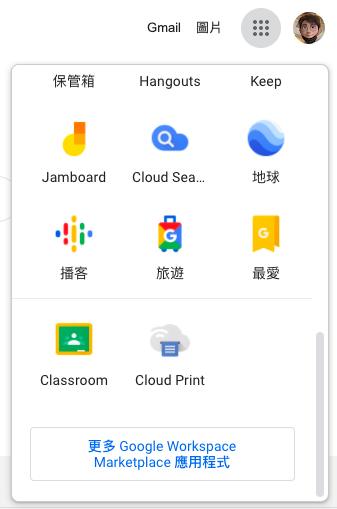 Gmail 圖片
保管箱 Hangouts Keep
Jamboard Cloud Sea... 地球
G G
播客 旅遊 最愛
Classroom Cloud Print
更多 Google Workspace
Marketplace 應用程式